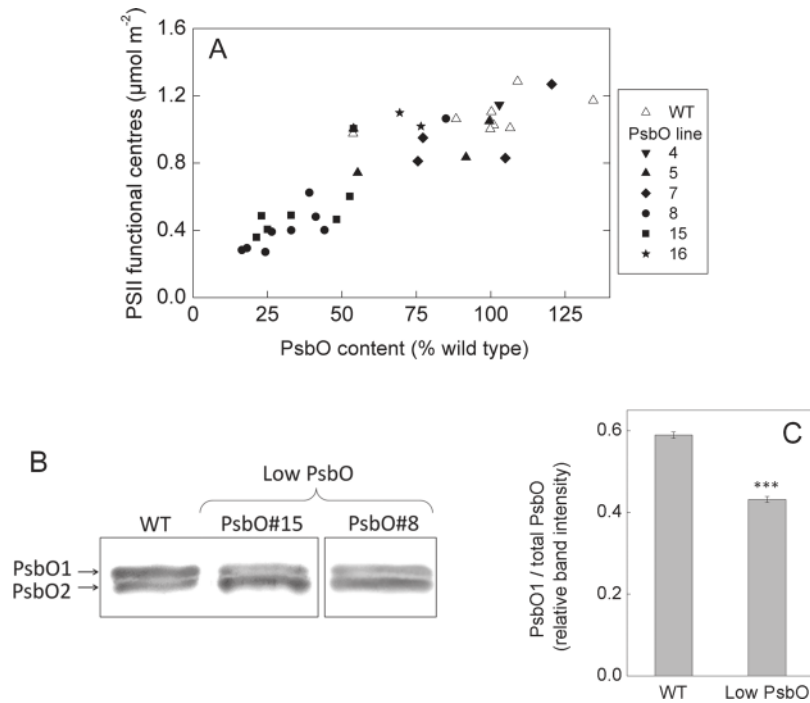 A
PSII functional centres (µmol m⁻²)
1.6
1.2
0.8
0.4
0.0
0 25 50 75 100 125
PsbO content (% wild type)
WT
PsbO line
4
5
7
8
15
16
B
Low PsbO
WT PsbO#15 PsbO#8
PsbO1
PsbO2
C
PsbO1 / total PsbO
(relative band intensity)
0.6
0.4
0.2
0.0
***
WT Low PsbO